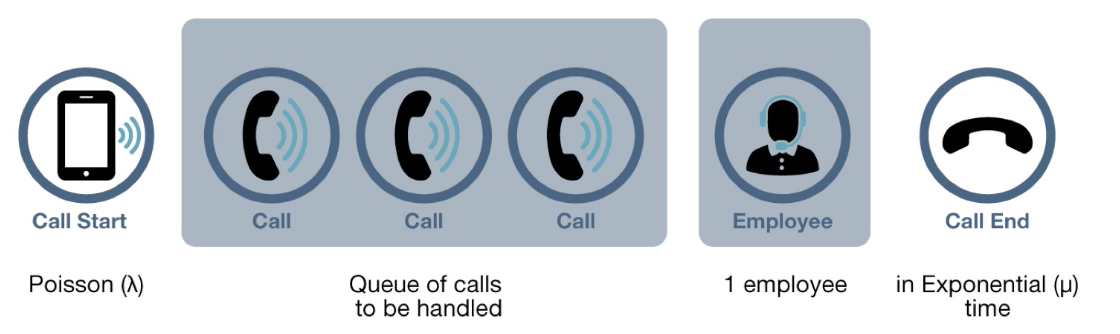 Call Start
Call
Call
Call
Employee
Call End
Poisson (λ)
Queue of calls
to be handled
1 employee
in Exponential (μ)
time